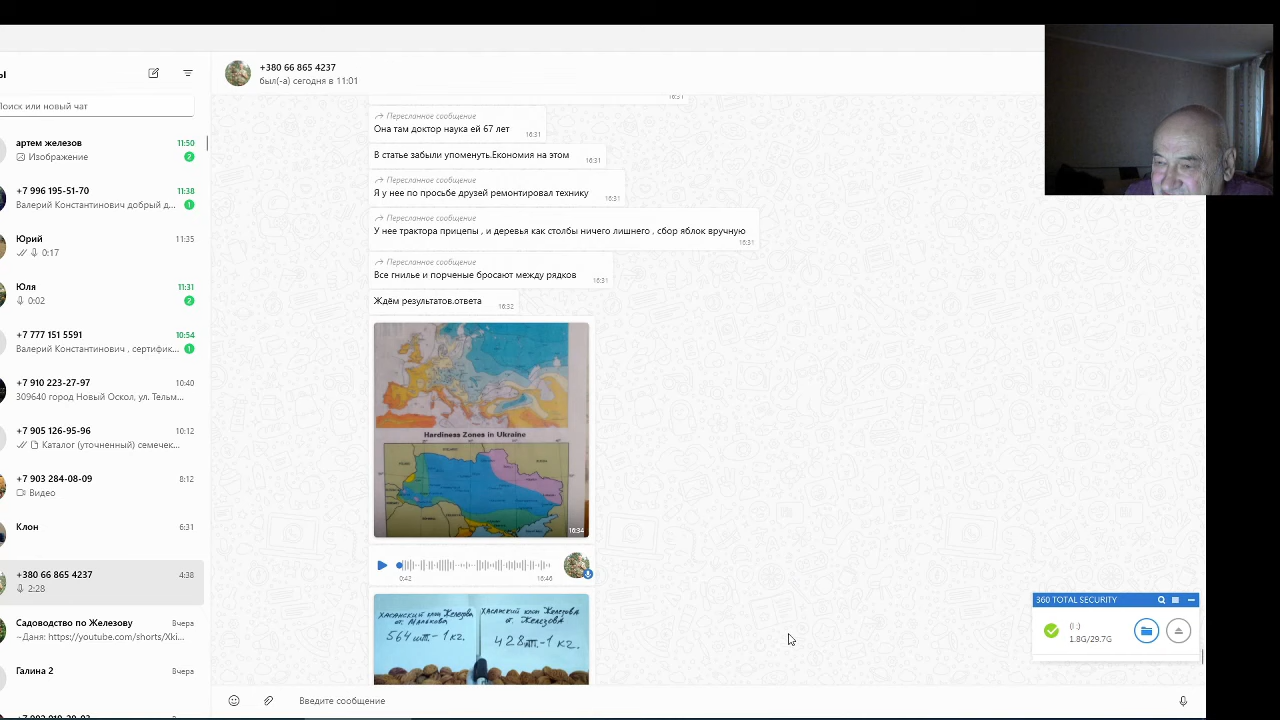 ы
Поиск или новый чат
артем железов
11:50
Изображение
2
+7 996 195-51-70
11:38
Валерий Константинович добрый д...
1
Юрий
11:35
0:17
Юля
11:31
0:02
2
+7 777 151 5591
10:54
Валерий Константинович , сертифик...
1
+7 910 223-27-97
10:40
309640 город Новый Оскол, ул. Тельм...
+7 905 126-95-96
10:12
Каталог (уточненный) семечек...
+7 903 284-08-09
8:12
Видео
Клон
6:31
+380 66 865 4237
4:38
2:28
Садоводство по Железову
Вчера
~Даня: https://youtube.com/shorts/Xki...
Галина 2
Вчера
+380 66 865 4237
был(-а) сегодня в 11:01
16:31
Пересланное сообщение
Она там доктор наука ей 67 лет
16:31
В статье забыли упоменуть.Економия на этом
16:31
Пересланное сообщение
Я у нее по просьбе друзей ремонтировал технику
16:31
Пересланное сообщение
У нее трактора прицепы , и деревья как столбы ничего лишнего , сбор яблок вручную
16:31
Пересланное сообщение
Все гнилье и порченые бросают между рядков
16:31
Ждём результатов.ответа
16:32
Hardiness Zones in Ukraine
16:34
0:42
16:46
564 шт. - 1 кг.
Хасанский клон Железова
от. Железова
428 шт. - 1 кг.
Введите сообщение
360 TOTAL SECURITY
(I:)
1.8G/29.7G